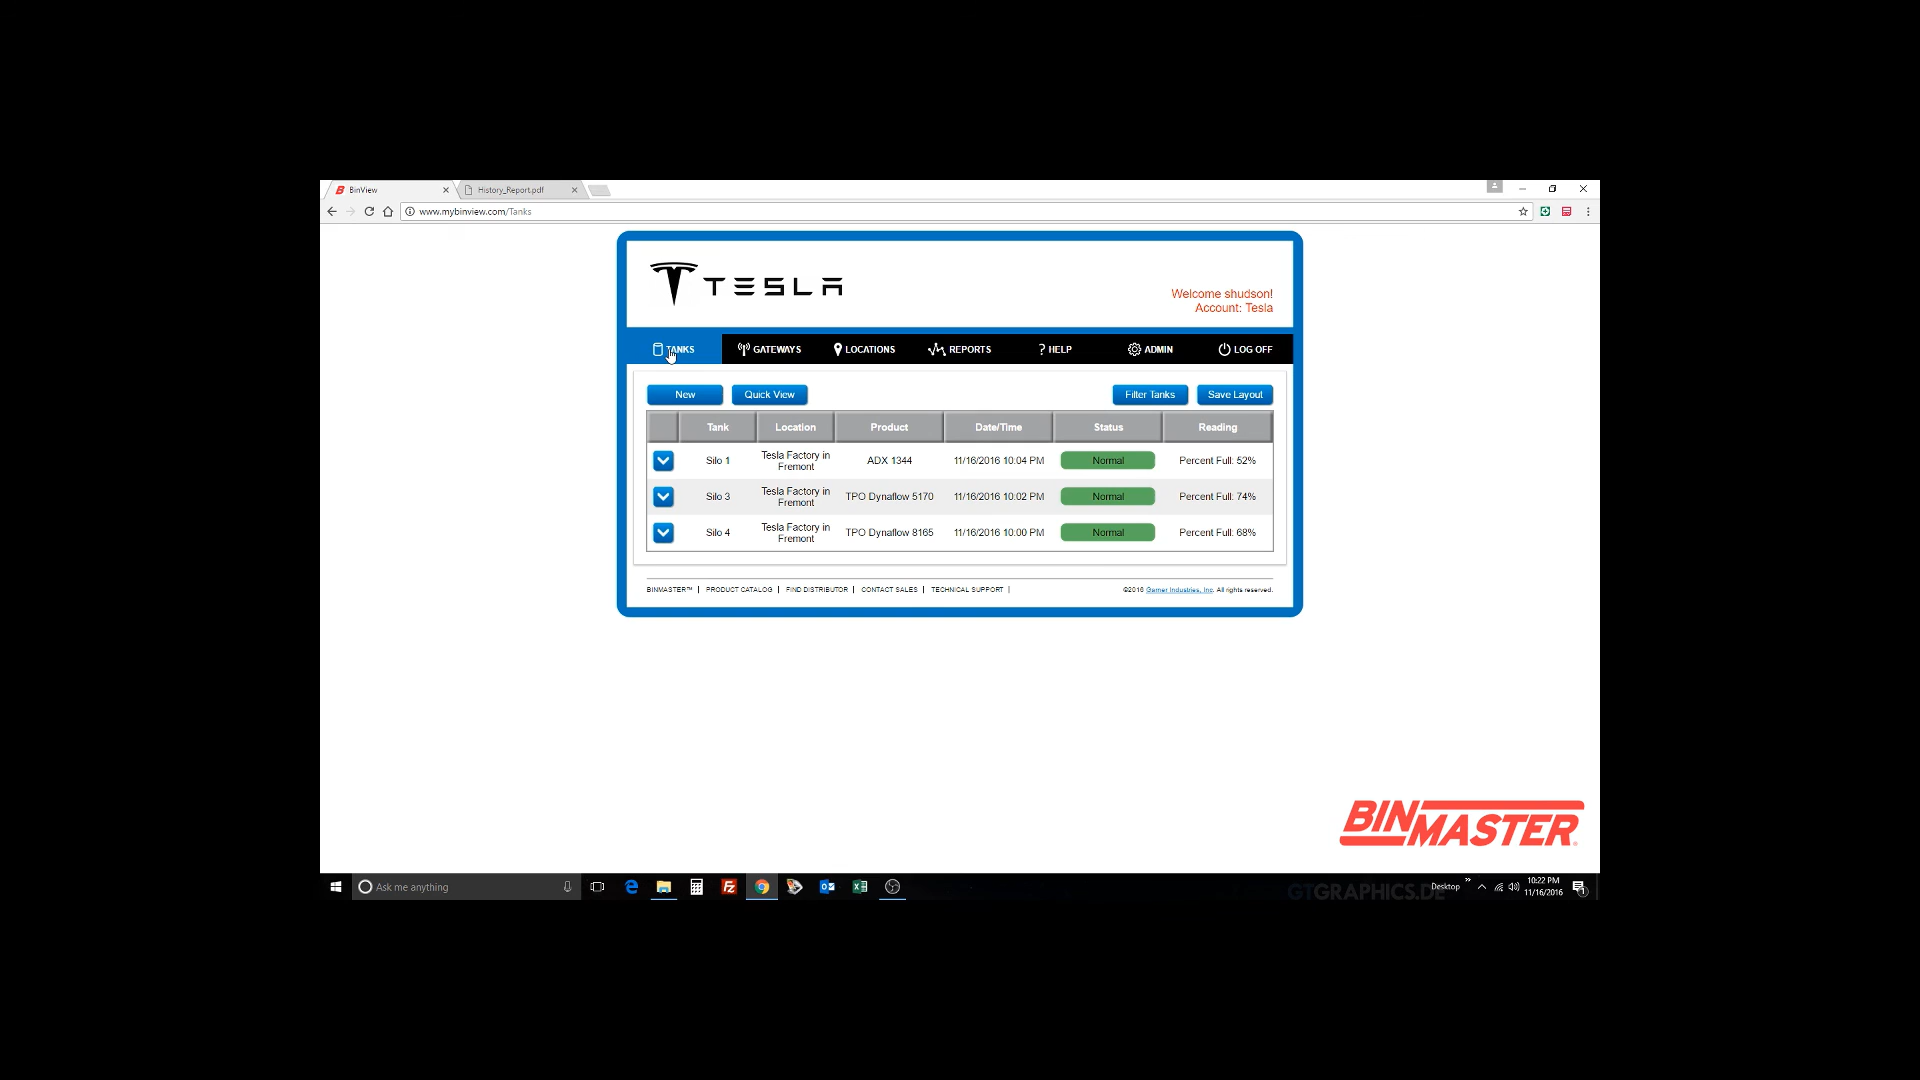 BinView
History_Report.pdf
www.mybinview.com/Tanks
TESLA
Welcome shudson!
Account: Tesla
TANKS GATEWAYS LOCATIONS REPORTS ? HELP ADMIN LOG OFF
New Quick View Filter Tanks Save Layout
Tank Location Product Date/Time Status Reading
Silo 1 Tesla Factory in Fremont ADX 1344 11/16/2016 10:04 PM Normal Percent Full: 52%
Silo 3 Tesla Factory in Fremont TPO Dynaflow 5170 11/16/2016 10:02 PM Normal Percent Full: 74%
Silo 4 Tesla Factory in Fremont TPO Dynaflow 8165 11/16/2016 10:00 PM Normal Percent Full: 68%
BINMASTER™ | PRODUCT CATALOG | FIND DISTRIBUTOR | CONTACT SALES | TECHNICAL SUPPORT | ©2016 Garner Industries, Inc. All rights reserved.
BINMASTER
Ask me anything
GTGRAPHICS.DE
Desktop
10:22 PM
11/16/2016